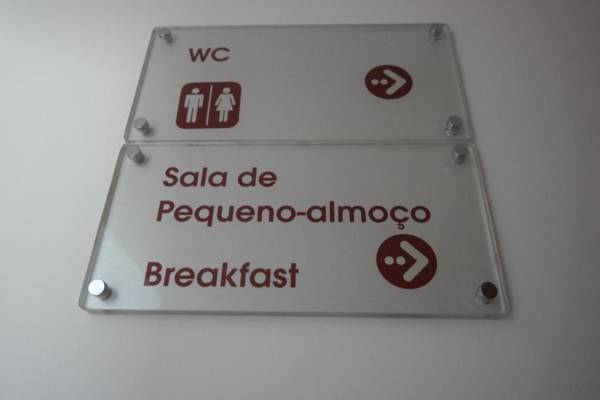 WC
Sala de
Pequeno-almoço
Breakfast